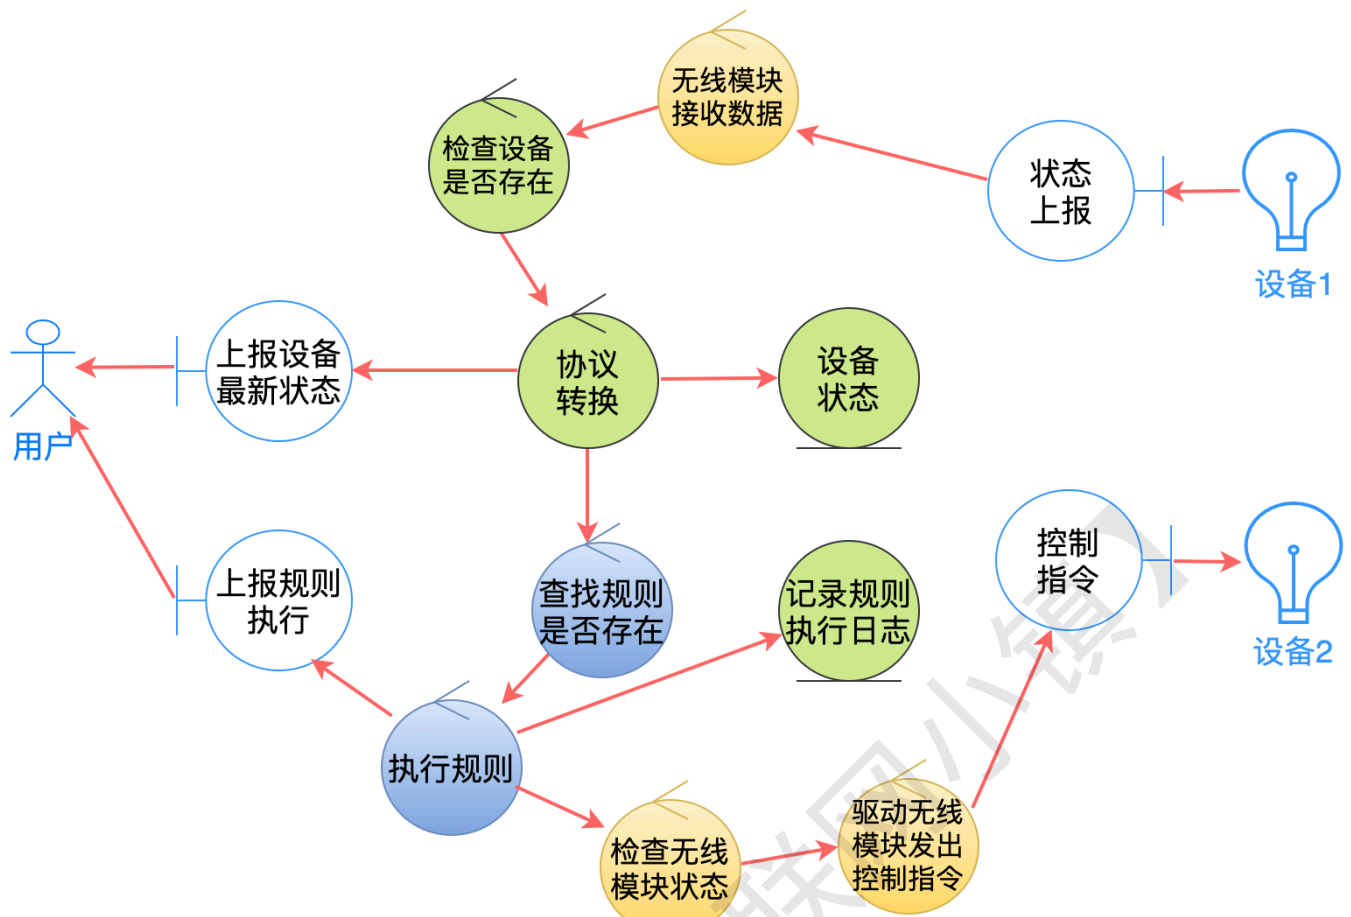 无线模块
接收数据
检查设备
是否存在
状态
上报
设备1
上报设备
最新状态
协议
转换
设备
状态
用户
上报规则
执行
查找规则
是否存在
记录规则
执行日志
控制
指令
设备2
执行规则
检查无线
模块状态
驱动无线
模块发出
控制指令
联网小镇】